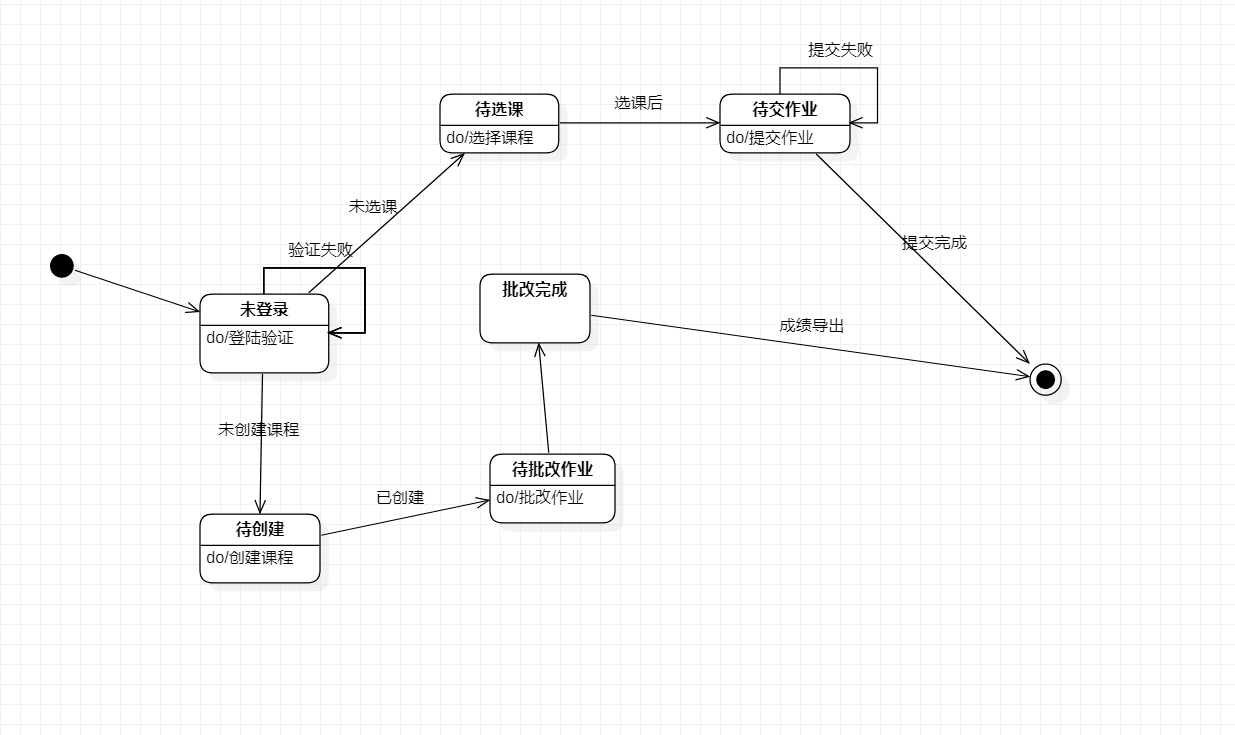 提交失败
待选课
do/选择课程
选课后
待交作业
do/提交作业
未选课
验证失败
提交完成
未登录
do/登陆验证
批改完成
成绩导出
未创建课程
待批改作业
do/批改作业
已创建
待创建
do/创建课程